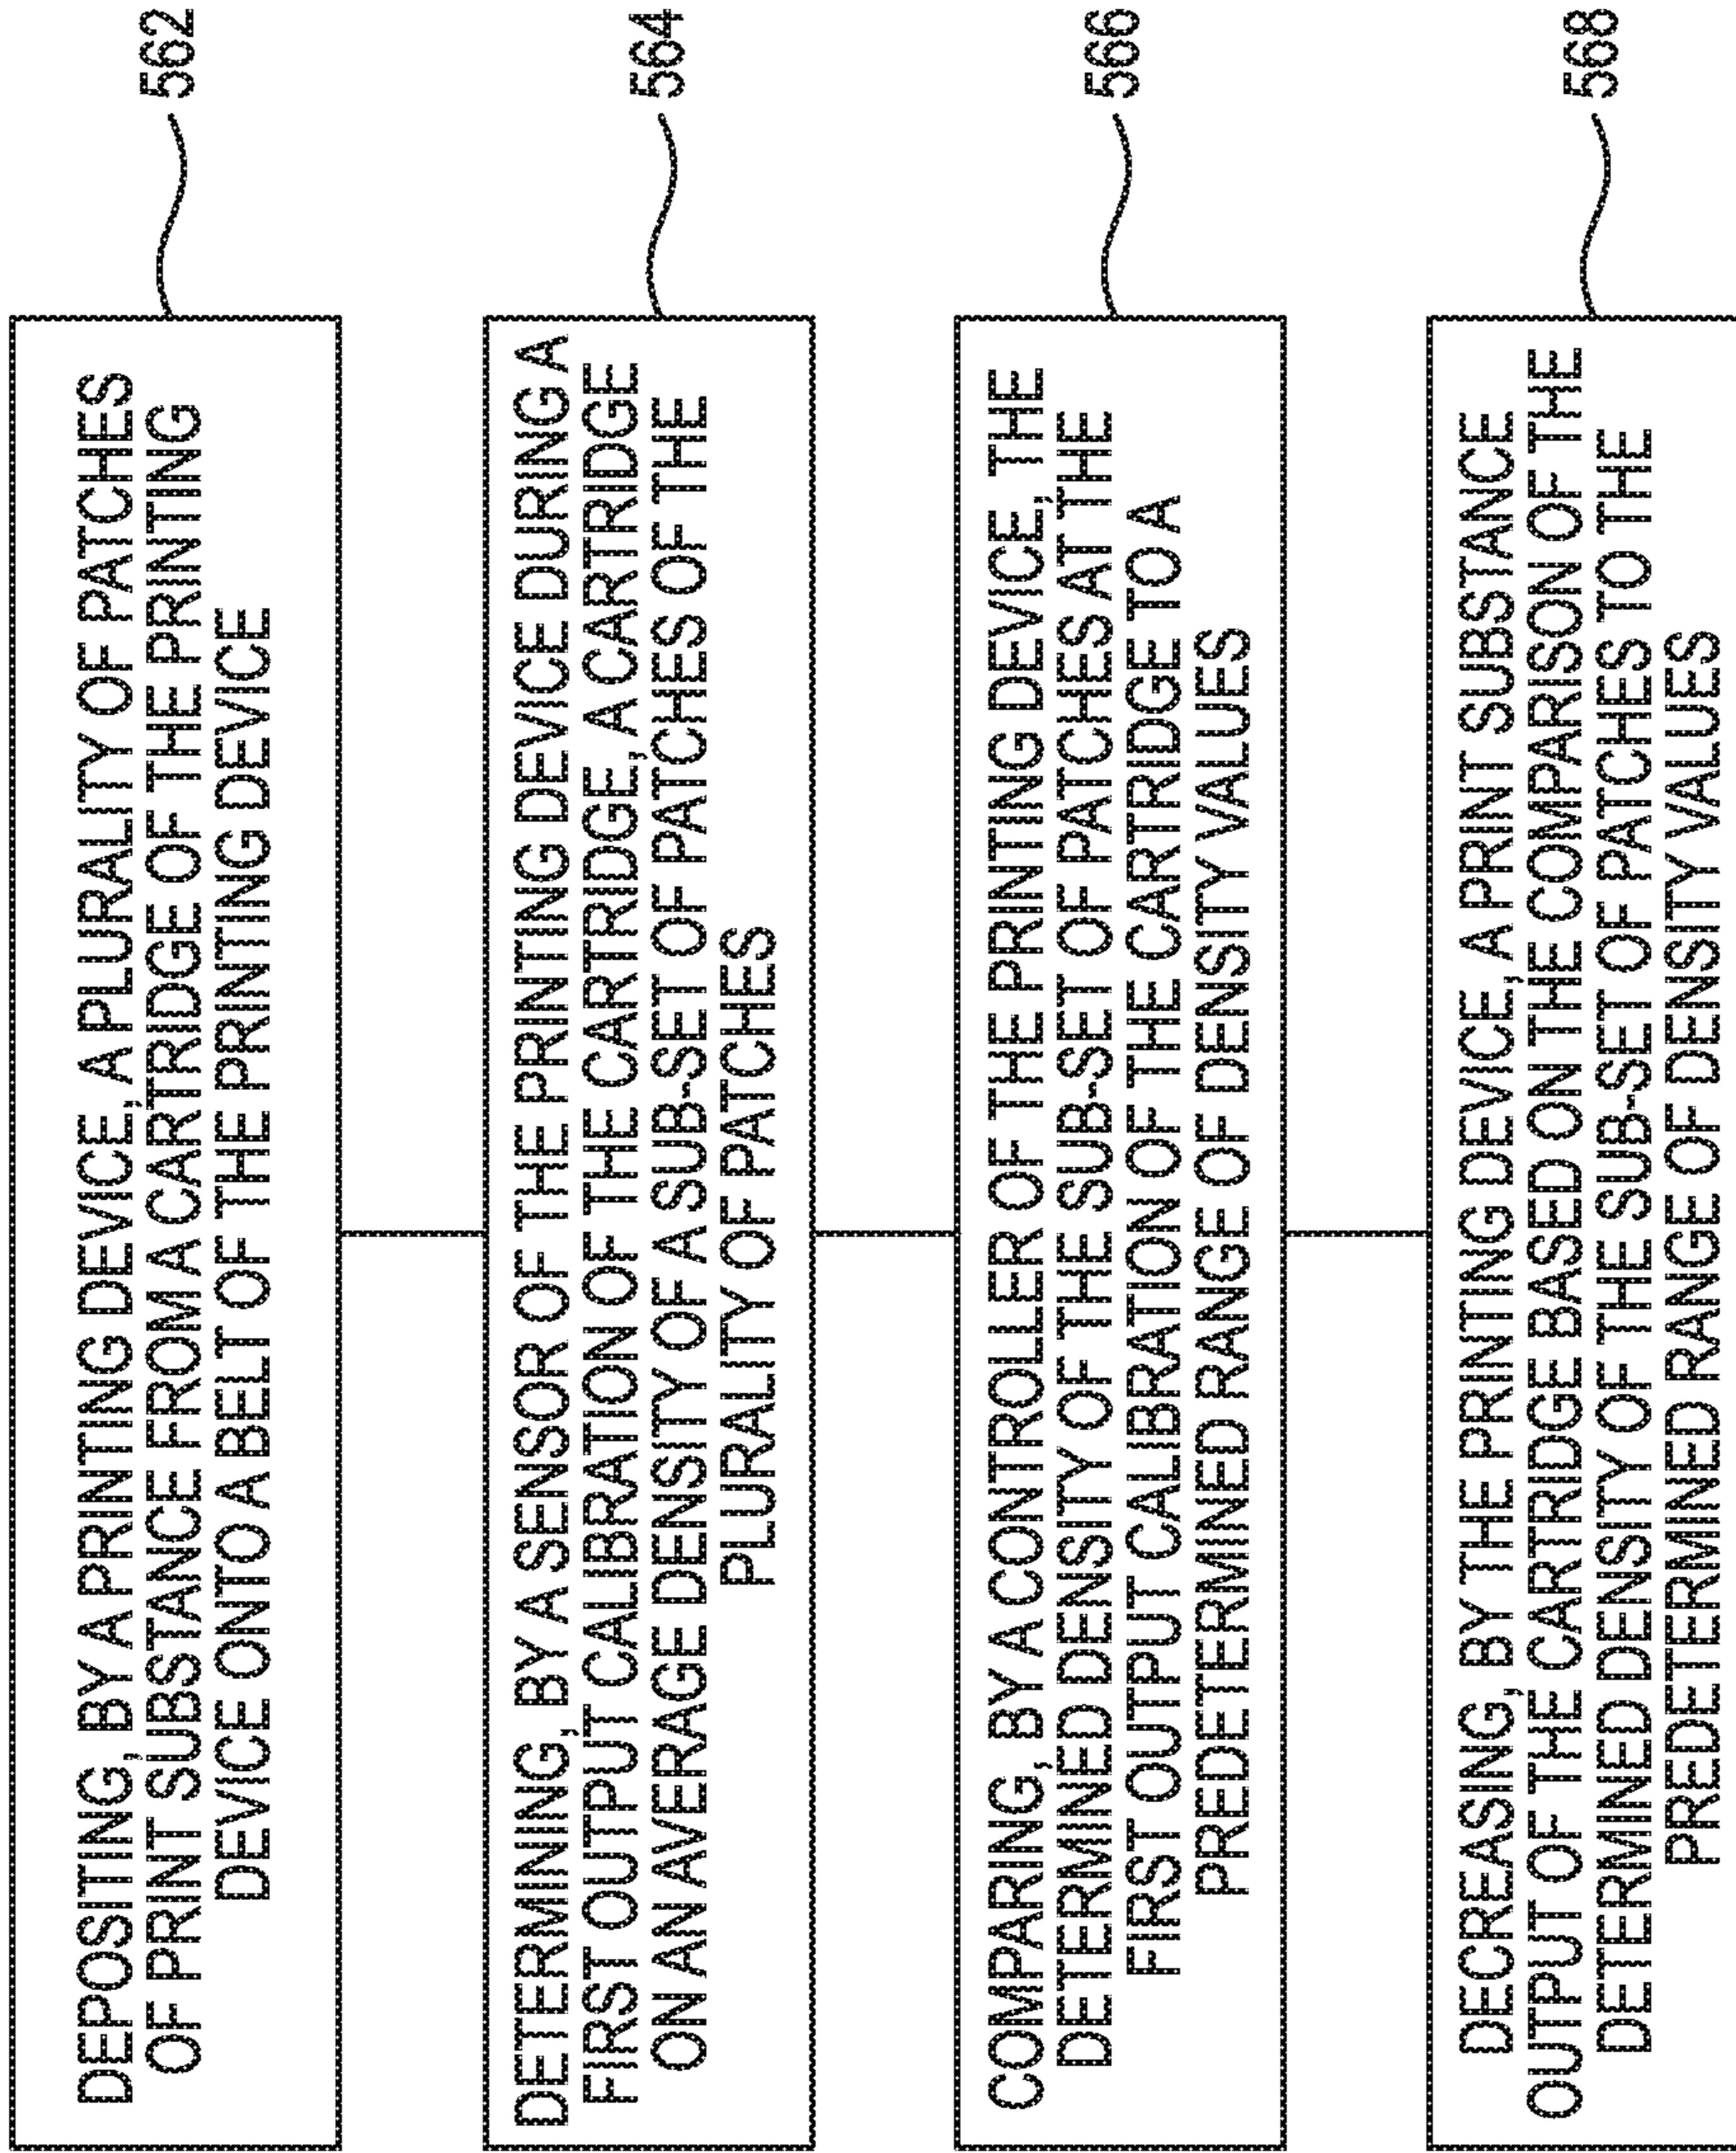 DEPOSITING, BY A PRINTING DEVICE, A PLURALITY OF PATCHES
OF PRINT SUBSTANCE FROM A CARTRIDGE OF THE PRINTING
DEVICE ONTO A BELT OF THE PRINTING DEVICE
562
DETERMINING, BY A SENSOR OF THE PRINTING DEVICE DURING A
FIRST OUTPUT CALIBRATION OF THE CARTRIDGE, A CARTRIDGE
ON AN AVERAGE DENSITY OF A SUB-SET OF PATCHES OF THE
PLURALITY OF PATCHES
564
COMPARING, BY A CONTROLLER OF THE PRINTING DEVICE, THE
DETERMINED DENSITY OF THE SUB-SET OF PATCHES AT THE
FIRST OUTPUT CALIBRATION OF THE CARTRIDGE TO A
PREDETERMINED RANGE OF DENSITY VALUES
566
DECREASING, BY THE PRINTING DEVICE, A PRINT SUBSTANCE
OUTPUT OF THE CARTRIDGE BASED ON THE COMPARISON OF THE
DETERMINED DENSITY OF THE SUB-SET OF PATCHES TO THE
PREDETERMINED RANGE OF DENSITY VALUES
568